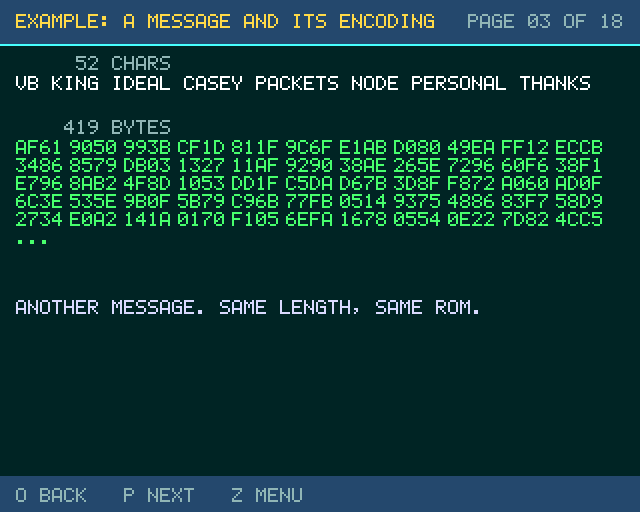 EXAMPLE: A MESSAGE AND ITS ENCODING PAGE 03 OF 18
52 CHARS
VB KING IDEAL CASEY PACKETS NODE PERSONAL THANKS
419 BYTES
AF61 9050 993B CF1D 811F 9C6F E1AB D080 49EA FF12 ECCB
3486 8579 DB03 1327 11AF 9290 38AE 265E 7296 60F6 38F1
E796 8AB2 4F8D 1053 DD1F C5DA D67B 3D8F F872 A060 AD0F
6C3E 535E 9B0F 5B79 C96B 77FB 0514 9375 4886 83F7 58D9
2734 E0A2 141A 0170 F105 6EFA 1678 0554 0E22 7D82 4CC5
...
ANOTHER MESSAGE. SAME LENGTH, SAME ROM.
O BACK P NEXT Z MENU